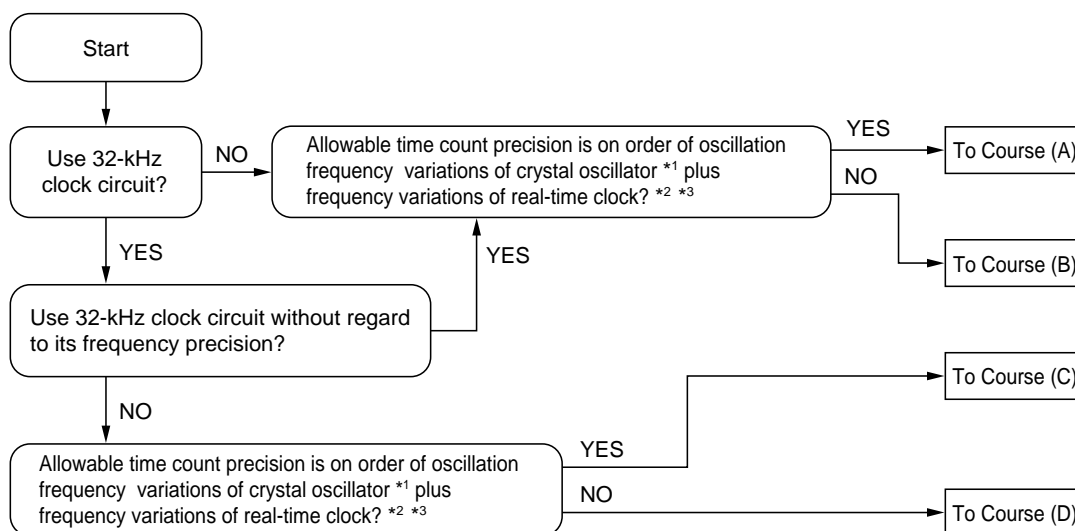 Start
Use 32-kHz
clock circuit?
NO
YES
Allowable time count precision is on order of oscillation
frequency variations of crystal oscillator *1 plus
frequency variations of real-time clock? *2 *3
YES
To Course (A)
NO
To Course (B)
YES
Use 32-kHz clock circuit without regard
to its frequency precision?
NO
To Course (C)
Allowable time count precision is on order of oscillation
frequency variations of crystal oscillator *1 plus
frequency variations of real-time clock? *2 *3
YES
NO
To Course (D)